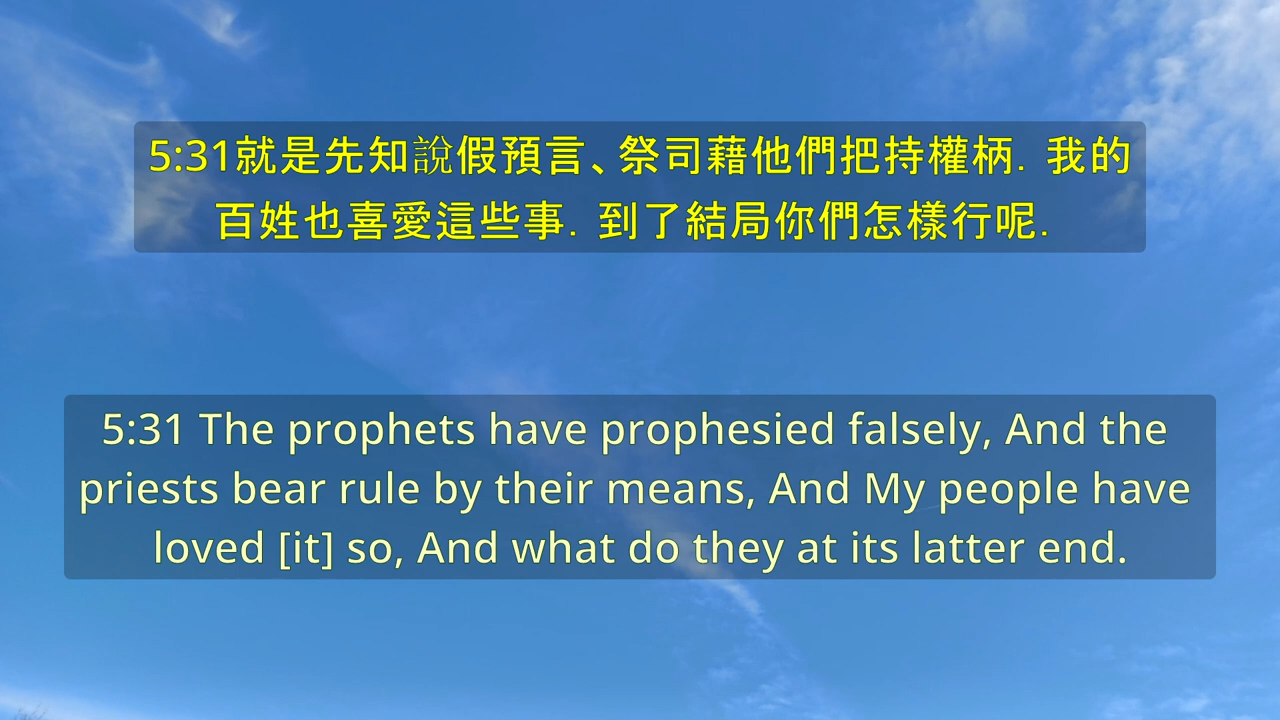 5:31就是先知說假預言、祭司藉他們把持權柄．我的
百姓也喜愛這些事．到了結局你們怎樣行呢．
5:31 The prophets have prophesied falsely, And the
priests bear rule by their means, And My people have
loved [it] so, And what do they at its latter end.